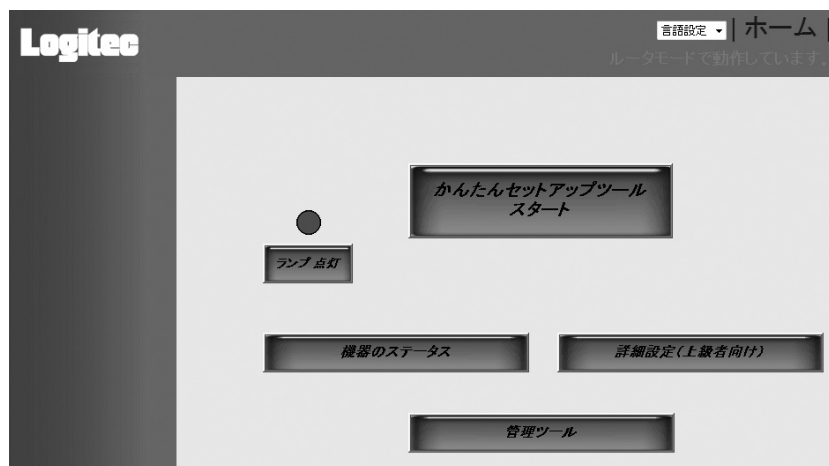 Logitec
言語設定 | ホーム |
ルータモードで動作しています。
かんたんセットアップツール
スタート
ランプ 点灯
機器のステータス
詳細設定(上級者向け)
管理ツール